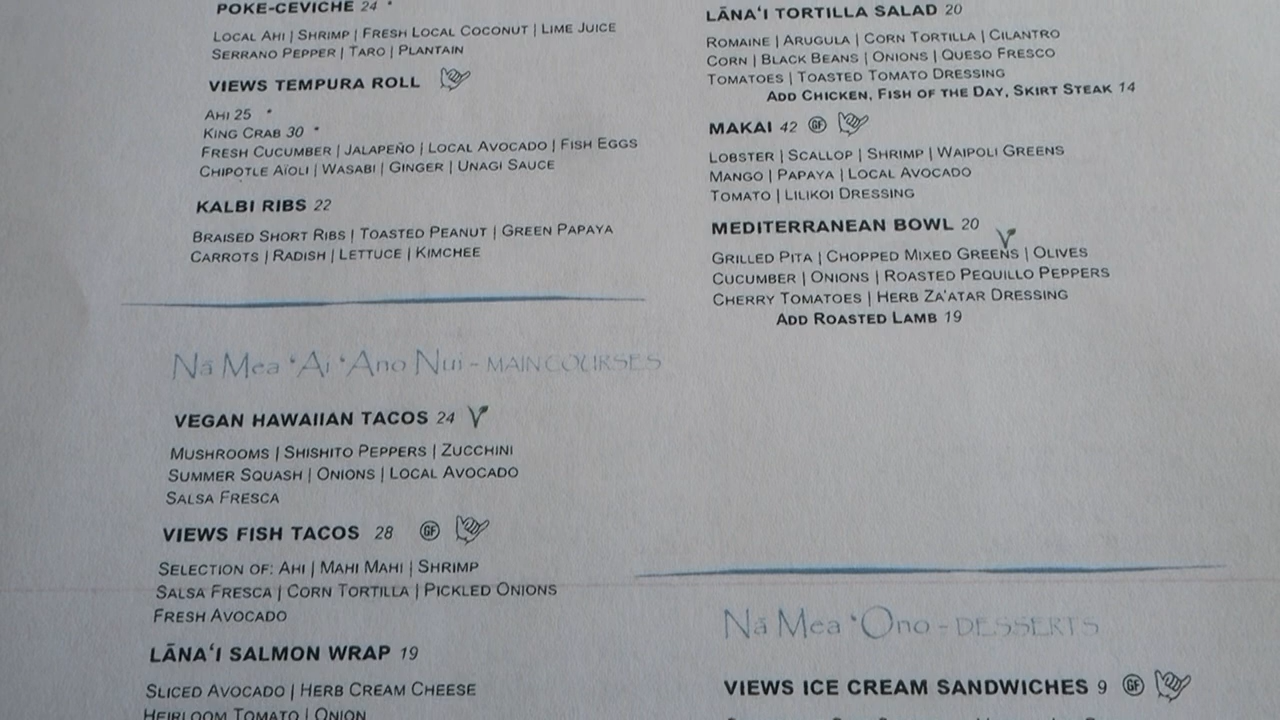 POKE-CEVICHE 24 *
LOCAL AHI | SHRIMP | FRESH LOCAL COCONUT | LIME JUICE
SERRANO PEPPER | TARO | PLANTAIN
VIEWS TEMPURA ROLL
AHI 25 *
KING CRAB 30 *
FRESH CUCUMBER | JALAPEÑO | LOCAL AVOCADO | FISH EGGS
CHIPOTLE AIOLI | WASABI | GINGER | UNAGI SAUCE
KALBI RIBS 22
BRAISED SHORT RIBS | TOASTED PEANUT | GREEN PAPAYA
CARROTS | RADISH | LETTUCE | KIMCHEE
Nā Mea ʻAi ʻAno Nui - MAIN COURSES
VEGAN HAWAIIAN TACOS 24
MUSHROOMS | SHISHITO PEPPERS | ZUCCHINI
SUMMER SQUASH | ONIONS | LOCAL AVOCADO
SALSA FRESCA
VIEWS FISH TACOS 28 GF
SELECTION OF: AHI | MAHI MAHI | SHRIMP
SALSA FRESCA | CORN TORTILLA | PICKLED ONIONS
FRESH AVOCADO
LĀNAʻI SALMON WRAP 19
SLICED AVOCADO | HERB CREAM CHEESE
HEIRLOOM TOMATO | ONION
LĀNAʻI TORTILLA SALAD 20
ROMAINE | ARUGULA | CORN TORTILLA | CILANTRO
CORN | BLACK BEANS | ONIONS | QUESO FRESCO
TOMATOES | TOASTED TOMATO DRESSING
ADD CHICKEN, FISH OF THE DAY, SKIRT STEAK 14
MAKAI 42 GF
LOBSTER | SCALLOP | SHRIMP | WAIPOLI GREENS
MANGO | PAPAYA | LOCAL AVOCADO
TOMATO | LILIKOI DRESSING
MEDITERRANEAN BOWL 20
GRILLED PITA | CHOPPED MIXED GREENS | OLIVES
CUCUMBER | ONIONS | ROASTED PEQUILLO PEPPERS
CHERRY TOMATOES | HERB ZA'ATAR DRESSING
ADD ROASTED LAMB 19
Nā Mea ʻOno - DESSERTS
VIEWS ICE CREAM SANDWICHES 9 GF